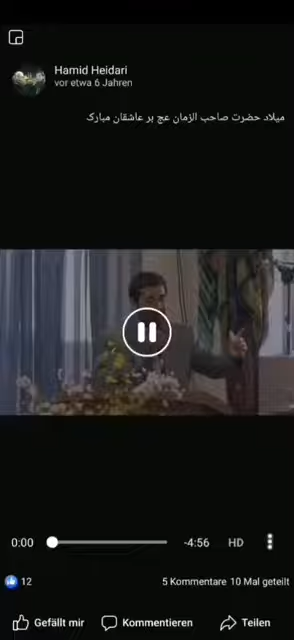 Hamid Heidari
vor etwa 6 Jahren
میلاد حضرت صاحب الزمان عج بر عاشقان مبارک
0:00
-4:56
HD
12
5 Kommentare 10 Mal geteilt
Gefällt mir
Kommentieren
Teilen